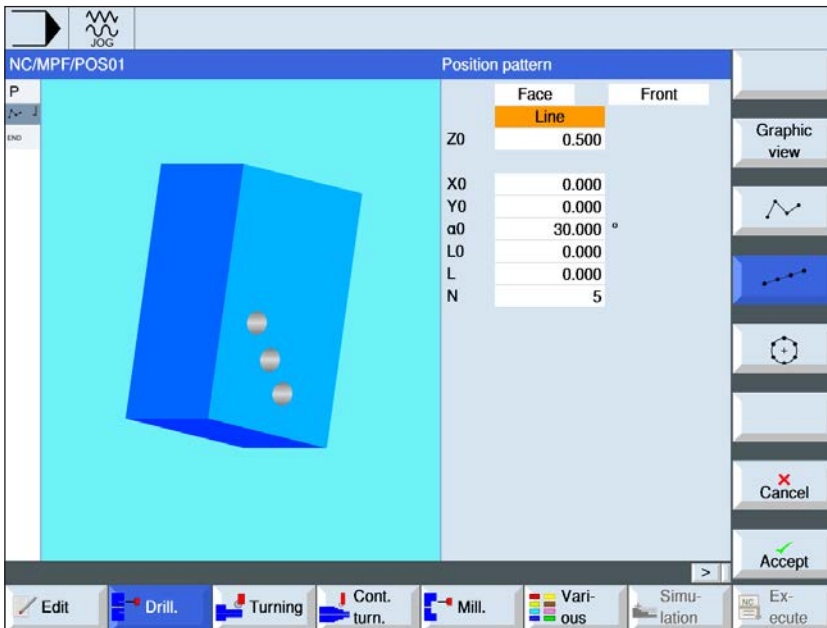 JOG
NC/MPF/POS01
Position pattern
P
END
Face Front
Line
Z0 0.500
X0 0.000
Y0 0.000
α0 30.000 °
L0 0.000
L 0.000
N 5
Graphic
view
Cancel
Accept
>
Edit
Drill.
Turning
Cont.
turn.
Mill.
Vari-
ous
Simu-
lation
NC
Ex-
ecute